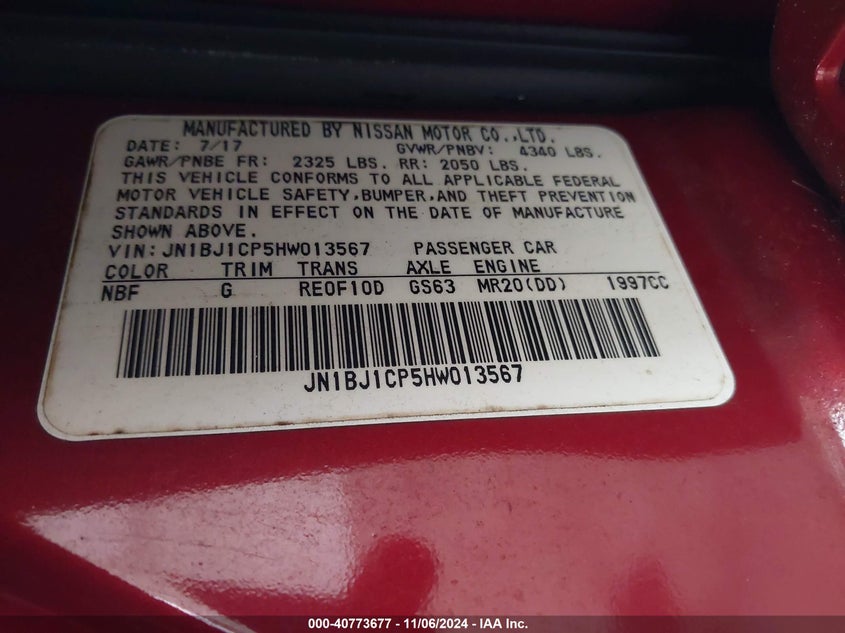 MANUFACTURED BY NISSAN MOTOR CO.,LTD.
DATE: 7/17 GVWR/PNBV: 4340 LBS.
GAWR/PNBE FR: 2325 LBS. RR: 2050 LBS.
THIS VEHICLE CONFORMS TO ALL APPLICABLE FEDERAL
MOTOR VEHICLE SAFETY,BUMPER,AND THEFT PREVENTION
STANDARDS IN EFFECT ON THE DATE OF MANUFACTURE
SHOWN ABOVE.
VIN: JN1BJ1CP5HW013567 PASSENGER CAR
COLOR TRIM TRANS AXLE ENGINE
NBF G RE0F10D GS63 MR20(DD) 1997CC
JN1BJ1CP5HW013567
000-40773677 - 11/06/2024 - IAA Inc.